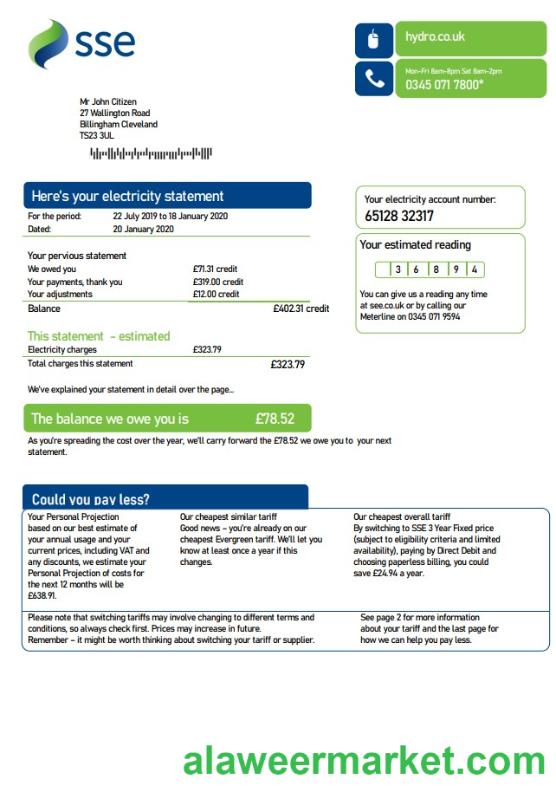 sse
hydro.co.uk
Mon-Fri 8am-8pm Sat 8am-2pm
0345 071 7800*
Mr John Citizen
27 Wallington Road
Billingham Cleveland
TS23 3UL
Here's your electricity statement
For the period: 22 July 2019 to 18 January 2020
Dated: 20 January 2020
Your electricity account number:
65128 32317
Your pervious statement
We owed you £71.31 credit
Your payments, thank you £319.00 credit
Your adjustments £12.00 credit
Balance £402.31 credit
Your estimated reading
3 6 8 9 4
You can give us a reading any time
at see.co.uk or by calling our
Meterline on 0345 071 9594
This statement - estimated
Electricity charges £323.79
Total charges this statement £323.79
We've explained your statement in detail over the page...
The balance we owe you is £78.52
As you're spreading the cost over the year, we'll carry forward the £78.52 we owe you to your next
statement.
Could you pay less?
Your Personal Projection
based on our best estimate of
your annual usage and your
current prices, including VAT and
any discounts, we estimate your
Personal Projection of costs for
the next 12 months will be
£638.91.
Our cheapest similar tariff
Good news – you're already on our
cheapest Evergreen tariff. We'll let you
know at least once a year if this
changes.
Our cheapest overall tariff
By switching to SSE 3 Year Fixed price
(subject to eligibility criteria and limited
availability), paying by Direct Debit and
choosing paperless billing, you could
save £24.94 a year.
Please note that switching tariffs may involve changing to different terms and
conditions, so always check first. Prices may increase in future.
Remember – it might be worth thinking about switching your tariff or supplier.
See page 2 for more information
about your tariff and the last page for
how we can help you pay less.
alaweermarket.com